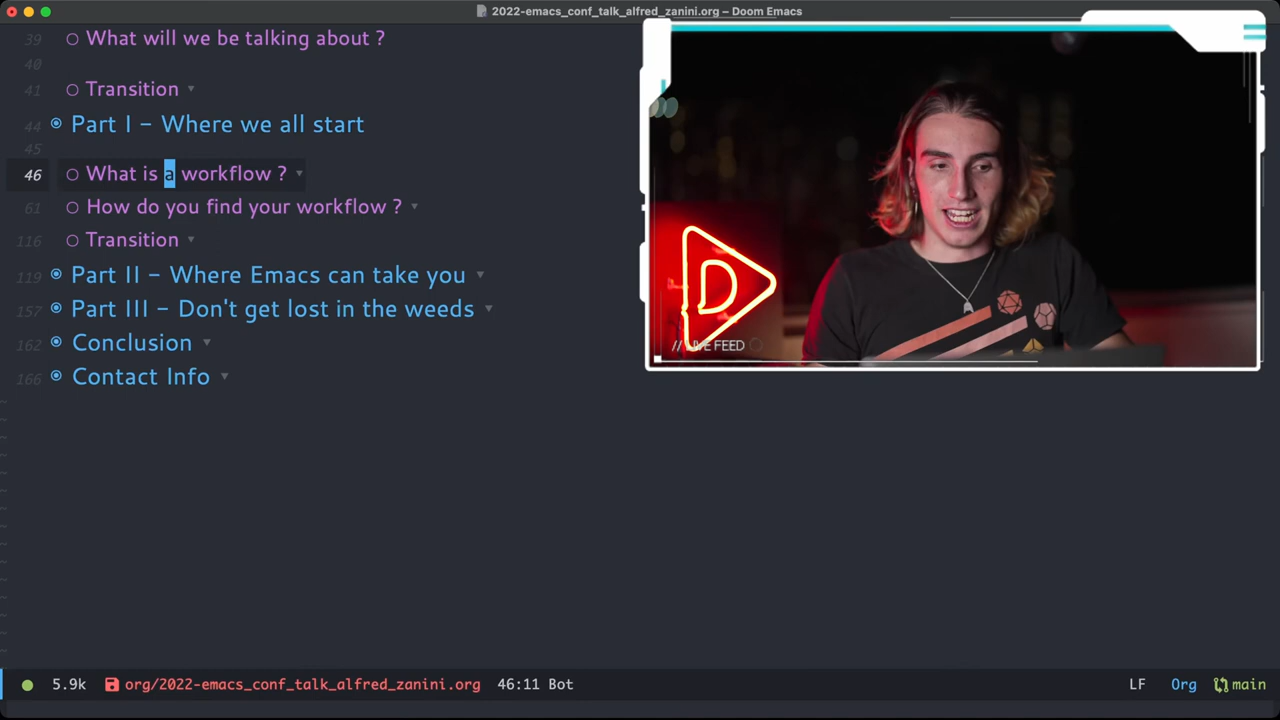 2022-emacs_conf_talk_alfred_zanini.org – Doom Emacs
39 What will we be talking about ?
40
41 Transition
44 Part I - Where we all start
45
46 What is a workflow ?
61 How do you find your workflow ?
116 Transition
119 Part II - Where Emacs can take you
157 Part III - Don't get lost in the weeds
162 Conclusion
166 Contact Info
D
// LIVE FEED
5.9k org/2022-emacs_conf_talk_alfred_zanini.org 46:11 Bot LF Org main